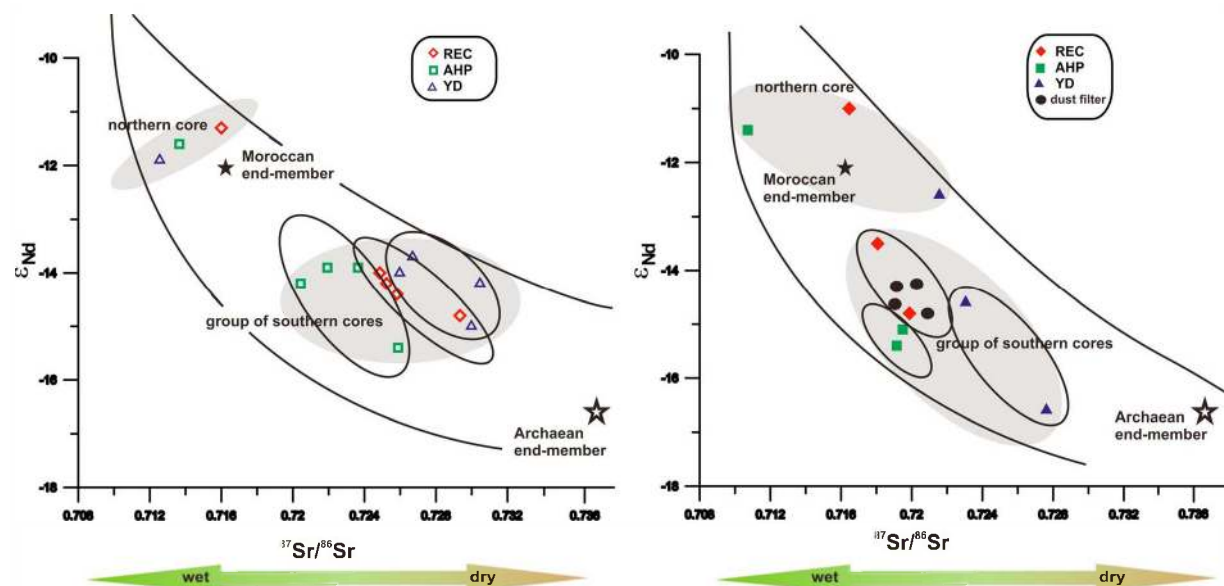 REC
AHP
YD
-10
-12
-14
-16
-18
εNd
northern core
Moroccan
end-member
group of southern cores
Archaean
end-member
0.708
0.712
0.716
0.72
0.724
0.728
0.732
0.736
³⁷Sr/⁸⁶Sr
wet
dry
REC
AHP
YD
dust filter
-10
-12
-14
-16
-18
εNd
northern core
Moroccan
end-member
group of southern cores
Archaean
end-member
0.708
0.712
0.716
0.72
0.724
0.728
0.732
0.736
⁸⁷Sr/⁸⁶Sr
wet
dry